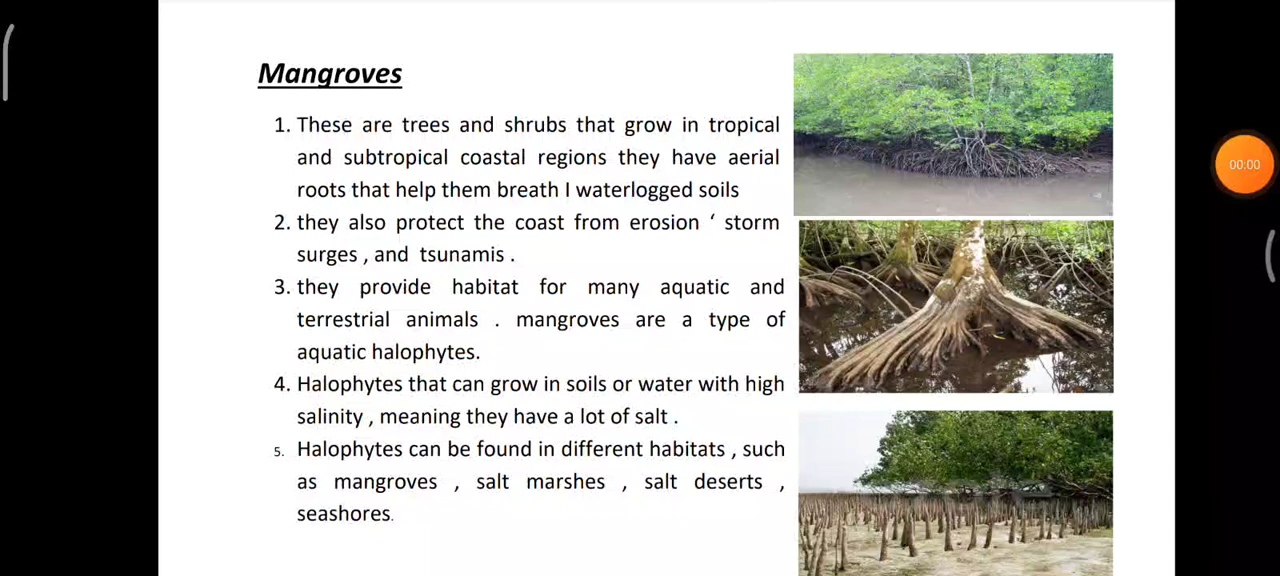 Mangroves
1. These are trees and shrubs that grow in tropical
and subtropical coastal regions they have aerial
roots that help them breath I waterlogged soils
2. they also protect the coast from erosion ‘ storm
surges , and tsunamis .
3. they provide habitat for many aquatic and
terrestrial animals . mangroves are a type of
aquatic halophytes.
4. Halophytes that can grow in soils or water with high
salinity , meaning they have a lot of salt .
5. Halophytes can be found in different habitats , such
as mangroves , salt marshes , salt deserts ,
seashores.
00:00